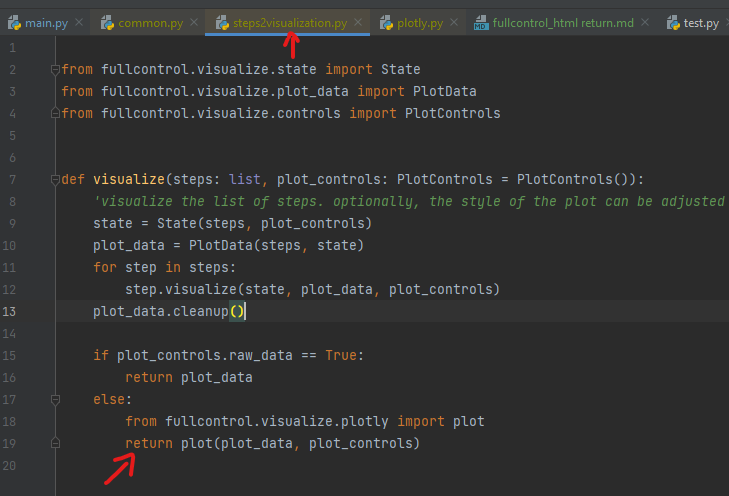 main.py common.py steps2visualization.py plotly.py MD fullcontrol_html return.md test.py
1
2 from fullcontrol.visualize.state import State
3 from fullcontrol.visualize.plot_data import PlotData
4 from fullcontrol.visualize.controls import PlotControls
5
6
7 def visualize(steps: list, plot_controls: PlotControls = PlotControls()):
8 'visualize the list of steps. optionally, the style of the plot can be adjusted
9 state = State(steps, plot_controls)
10 plot_data = PlotData(steps, state)
11 for step in steps:
12 step.visualize(state, plot_data, plot_controls)
13 plot_data.cleanup()
14
15 if plot_controls.raw_data == True:
16 return plot_data
17 else:
18 from fullcontrol.visualize.plotly import plot
19 return plot(plot_data, plot_controls)
20